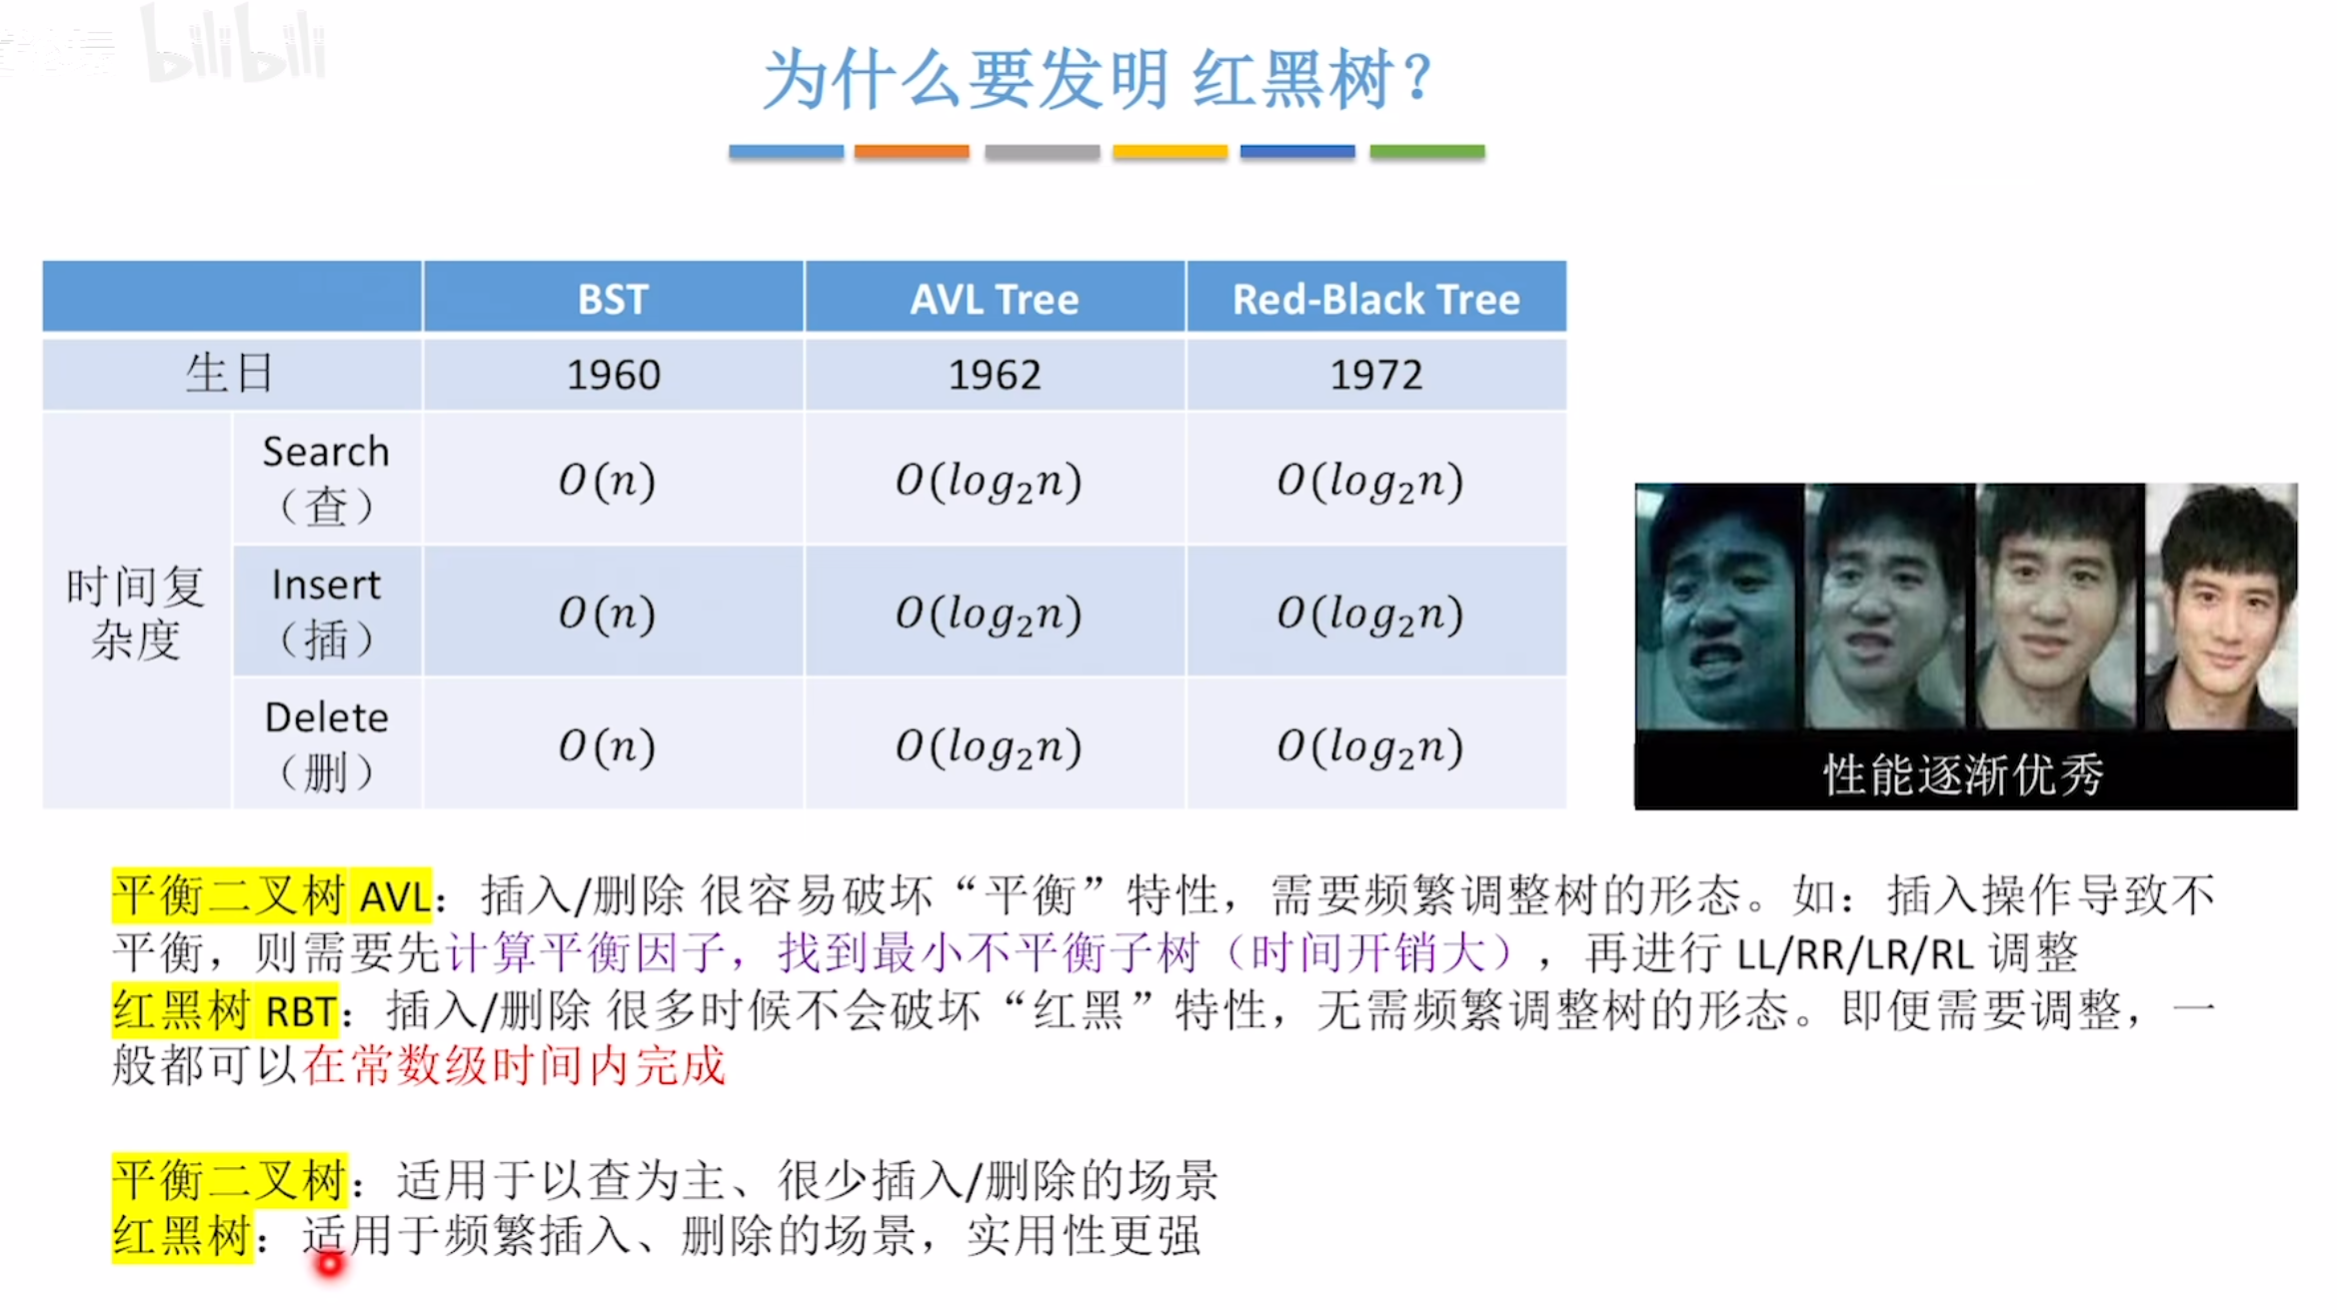 bilibili
为什么要发明 红黑树？
BST AVL Tree Red-Black Tree
生日 1960 1962 1972
时间复杂度
Search（查） O(n) O(log₂n) O(log₂n)
Insert（插） O(n) O(log₂n) O(log₂n)
Delete（删） O(n) O(log₂n) O(log₂n)
性能逐渐优秀
平衡二叉树 AVL：插入/删除 很容易破坏“平衡”特性，需要频繁调整树的形态。如：插入操作导致不
平衡，则需要先计算平衡因子，找到最小不平衡子树（时间开销大），再进行 LL/RR/LR/RL 调整
红黑树 RBT：插入/删除 很多时候不会破坏“红黑”特性，无需频繁调整树的形态。即便需要调整，一
般都可以在常数级时间内完成
平衡二叉树：适用于以查为主、很少插入/删除的场景
红黑树：适用于频繁插入、删除的场景，实用性更强